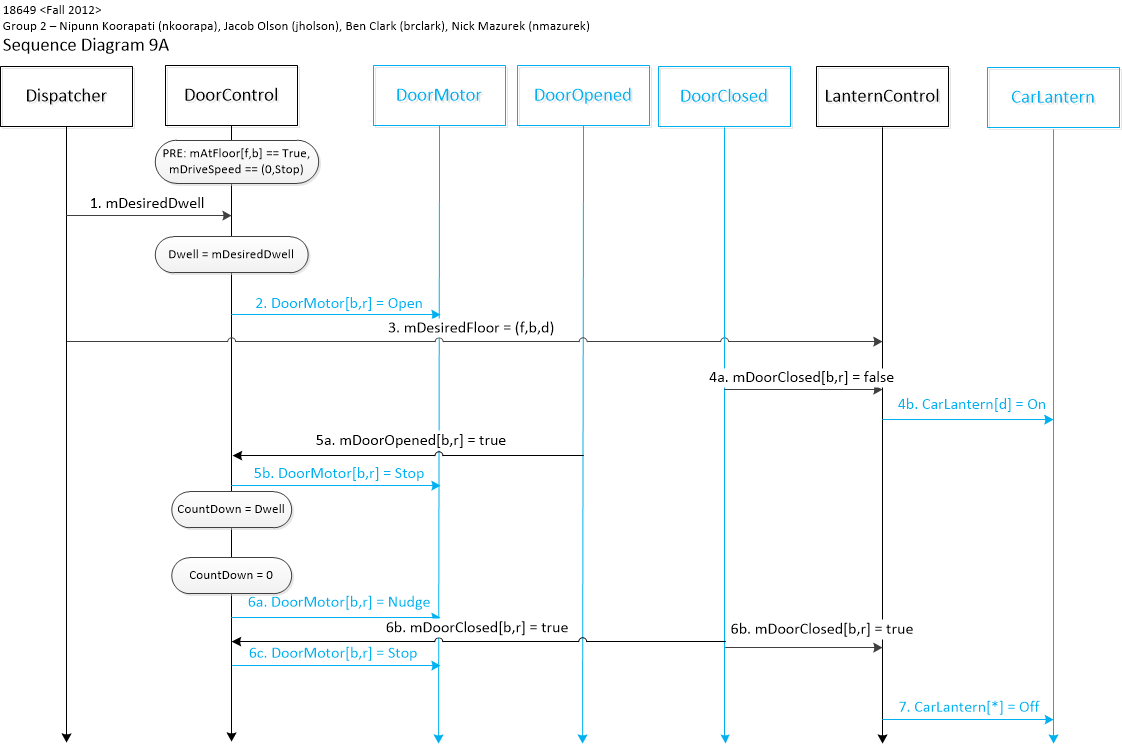 18649 <Fall 2012>
Group 2 – Nipunn Koorapati (nkoorapa), Jacob Olson (jholson), Ben Clark (brclark), Nick Mazurek (nmazurek)
Sequence Diagram 9A
Dispatcher
DoorControl
DoorMotor
DoorOpened
DoorClosed
LanternControl
CarLantern
PRE: mAtFloor[f,b] == True,
mDriveSpeed == (0,Stop)
1. mDesiredDwell
Dwell = mDesiredDwell
2. DoorMotor[b,r] = Open
3. mDesiredFloor = (f,b,d)
4a. mDoorClosed[b,r] = false
4b. CarLantern[d] = On
5a. mDoorOpened[b,r] = true
5b. DoorMotor[b,r] = Stop
CountDown = Dwell
CountDown = 0
6a. DoorMotor[b,r] = Nudge
6b. mDoorClosed[b,r] = true
6b. mDoorClosed[b,r] = true
6c. DoorMotor[b,r] = Stop
7. CarLantern[*] = Off